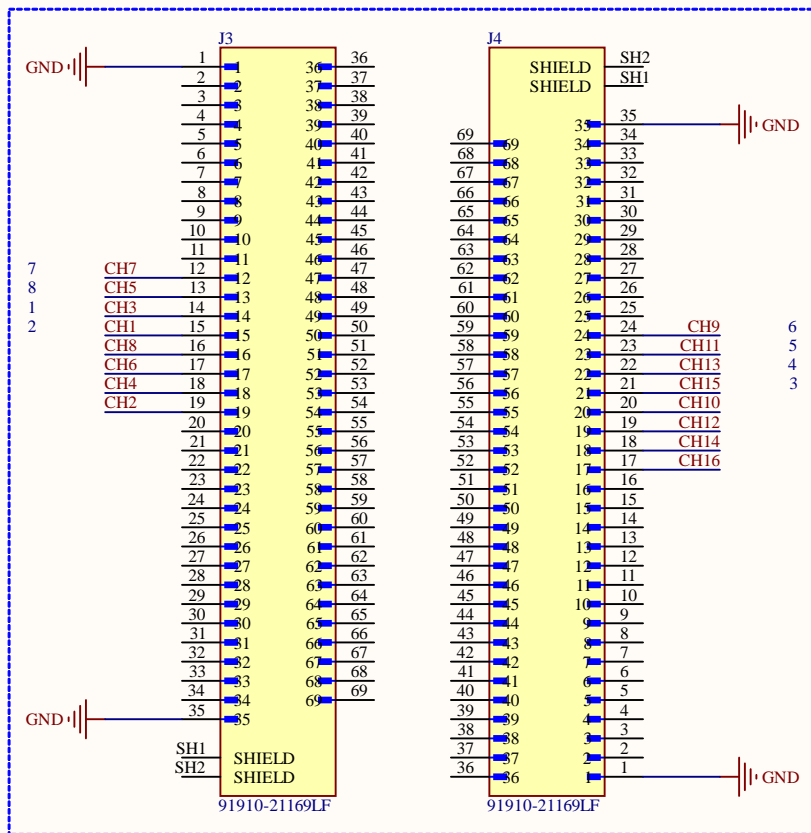 J3
GND 1 1 36 36
2 2 37 37
3 3 38 38
4 4 39 39
5 5 40 40
6 6 41 41
7 7 42 42
8 8 43 43
9 9 44 44
10 10 45 45
11 11 46 46
7 CH7 12 12 47 47
8 CH5 13 13 48 48
1 CH3 14 14 49 49
2 CH1 15 15 50 50
CH8 16 16 51 51
CH6 17 17 52 52
CH4 18 18 53 53
CH2 19 19 54 54
20 20 55 55
21 21 56 56
22 22 57 57
23 23 58 58
24 24 59 59
25 25 60 60
26 26 61 61
27 27 62 62
28 28 63 63
29 29 64 64
30 30 65 65
31 31 66 66
32 32 67 67
33 33 68 68
34 34 69 69
GND 35 35
SH1 SHIELD
SH2 SHIELD
91910-21169LF
J4
SHIELD SH2
SHIELD SH1
35 35 GND
69 69 34 34
68 68 33 33
67 67 32 32
66 66 31 31
65 65 30 30
64 64 29 29
63 63 28 28
62 62 27 27
61 61 26 26
60 60 25 25
59 59 24 24 CH9 6
58 58 23 23 CH11 5
57 57 22 22 CH13 4
56 56 21 21 CH15 3
55 55 20 20 CH10
54 54 19 19 CH12
53 53 18 18 CH14
52 52 17 17 CH16
51 51 16 16
50 50 15 15
49 49 14 14
48 48 13 13
47 47 12 12
46 46 11 11
45 45 10 10
44 44 9 9
43 43 8 8
42 42 7 7
41 41 6 6
40 40 5 5
39 39 4 4
38 38 3 3
37 37 2 2
36 36 1 1 GND
91910-21169LF